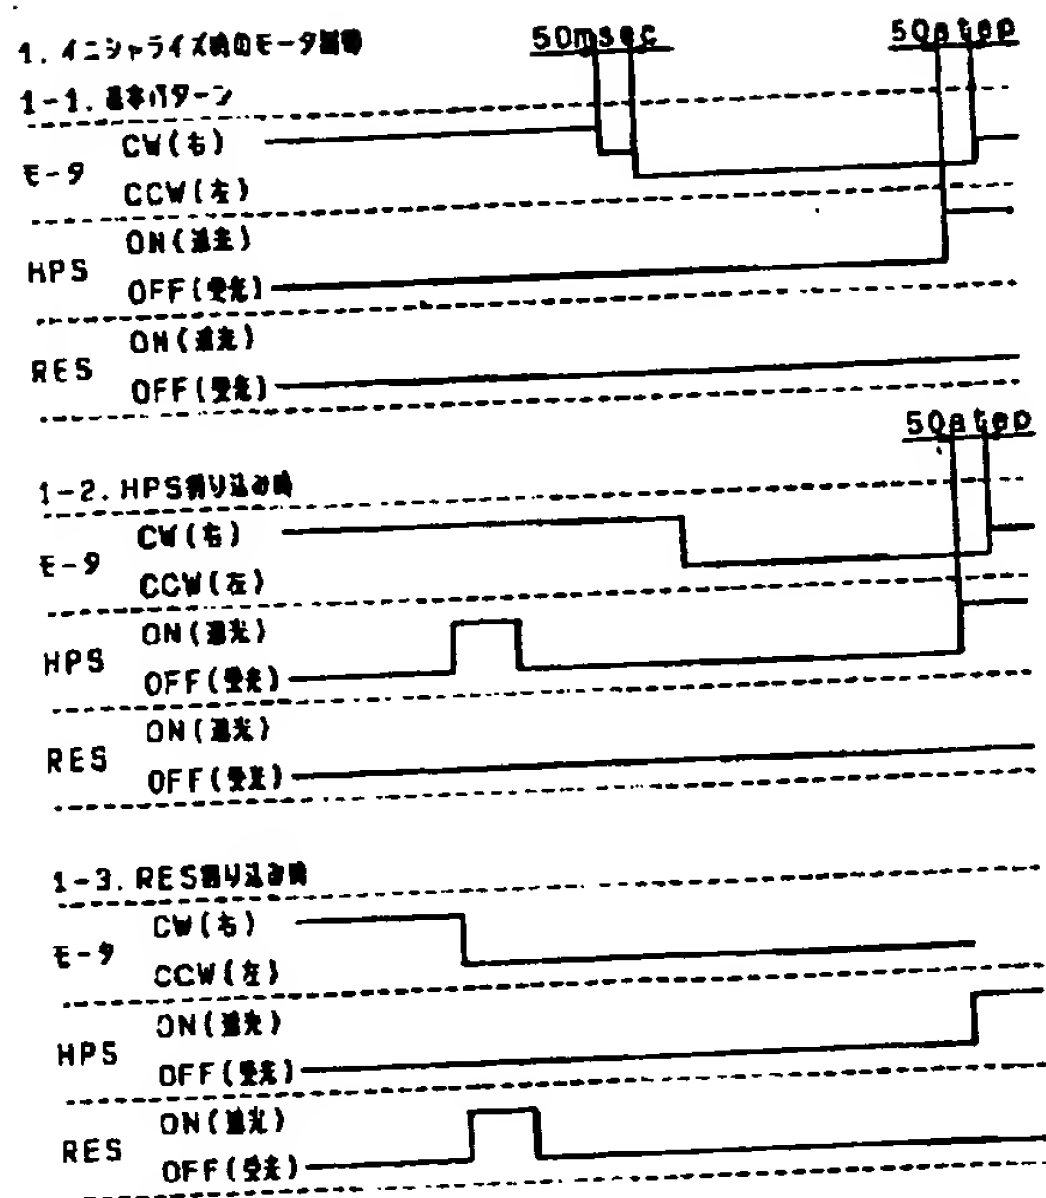 1. イニシャライズ時のモータ回転
50msec
50step
1-1. 基本パターン
CW(右)
モータ
CCW(左)
ON(遮光)
HPS
OFF(受光)
ON(遮光)
RES
OFF(受光)
50step
1-2. HPS割り込み時
CW(右)
モータ
CCW(左)
ON(遮光)
HPS
OFF(受光)
ON(遮光)
RES
OFF(受光)
1-3. RES割り込み時
CW(右)
モータ
CCW(左)
ON(遮光)
HPS
OFF(受光)
ON(遮光)
RES
OFF(受光)